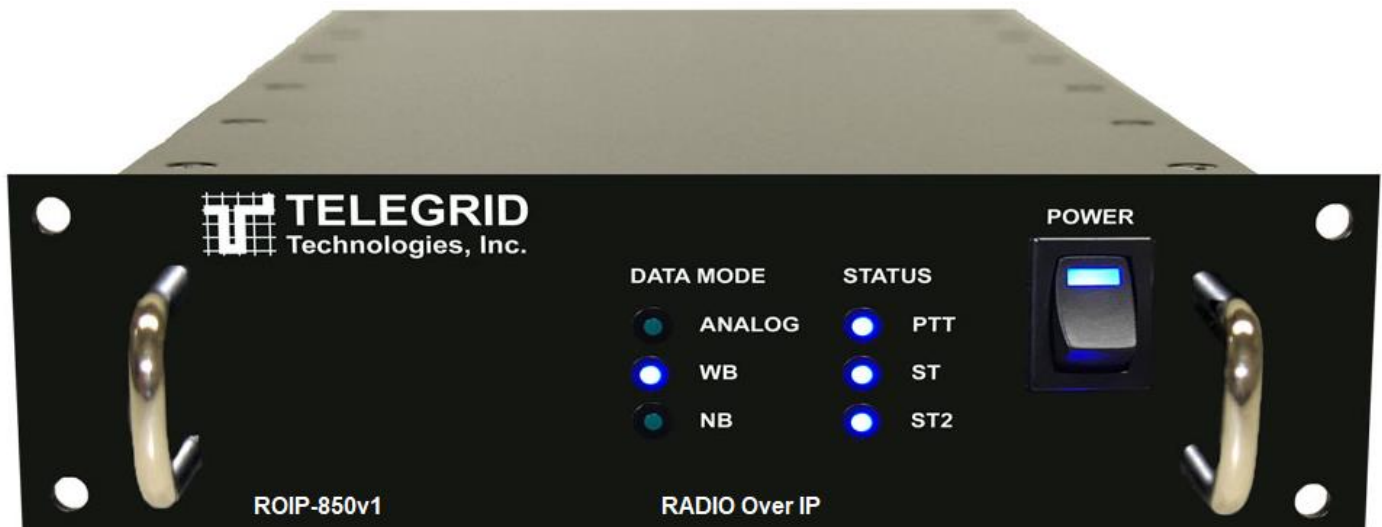 TELEGRID
Technologies, Inc.
POWER
DATA MODE
STATUS
ANALOG
PTT
WB
ST
NB
ST2
ROIP-850v1
RADIO Over IP